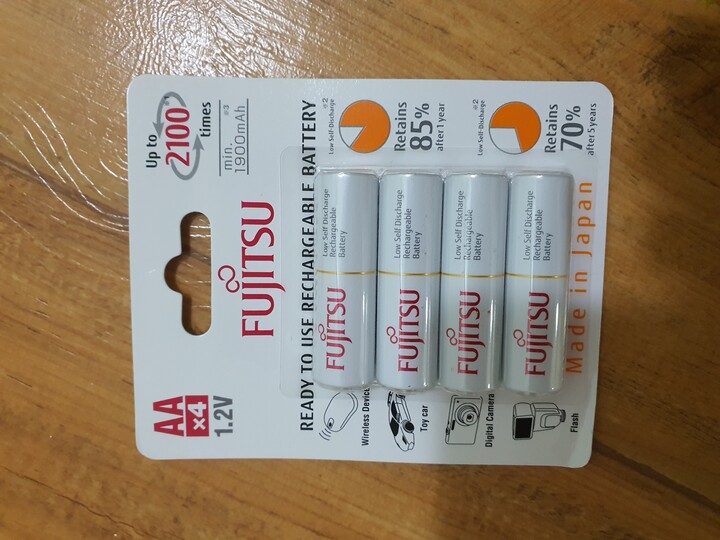 AA
x4
1.2V
Up to
2100
times
※3
min.
1900mAh
FUJITSU
READY TO USE RECHARGEABLE BATTERY
Low Self-Discharge ※2
Retains
85%
after 1 year
Low Self-Discharge ※2
Retains
70%
after 5 years
FUJITSU
Low Self Discharge
Rechargeable
Battery
FUJITSU
Low Self Discharge
Rechargeable
Battery
FUJITSU
Low Self Discharge
Rechargeable
Battery
FUJITSU
Low Self Discharge
Rechargeable
Battery
Wireless Device
Toy car
Digital Camera
Flash
Made in Japan